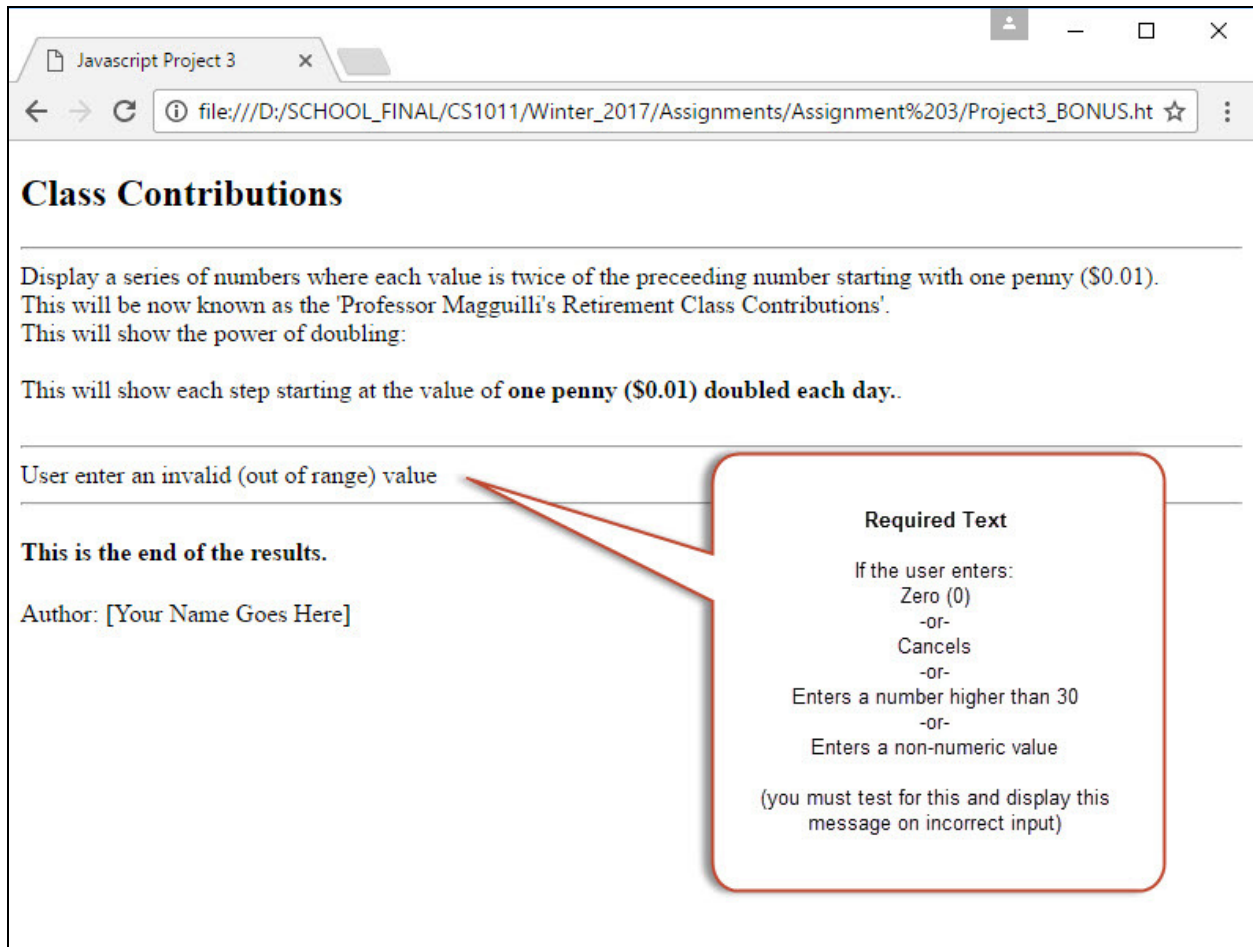 Javascript Project 3
file:///D:/SCHOOL_FINAL/CS1011/Winter_2017/Assignments/Assignment%203/Project3_BONUS.ht
Class Contributions
Display a series of numbers where each value is twice of the preceeding number starting with one penny ($0.01).
This will be now known as the 'Professor Magguilli's Retirement Class Contributions'.
This will show the power of doubling:
This will show each step starting at the value of one penny ($0.01) doubled each day..
User enter an invalid (out of range) value
This is the end of the results.
Author: [Your Name Goes Here]
Required Text
If the user enters:
Zero (0)
-or-
Cancels
-or-
Enters a number higher than 30
-or-
Enters a non-numeric value
(you must test for this and display this
message on incorrect input)